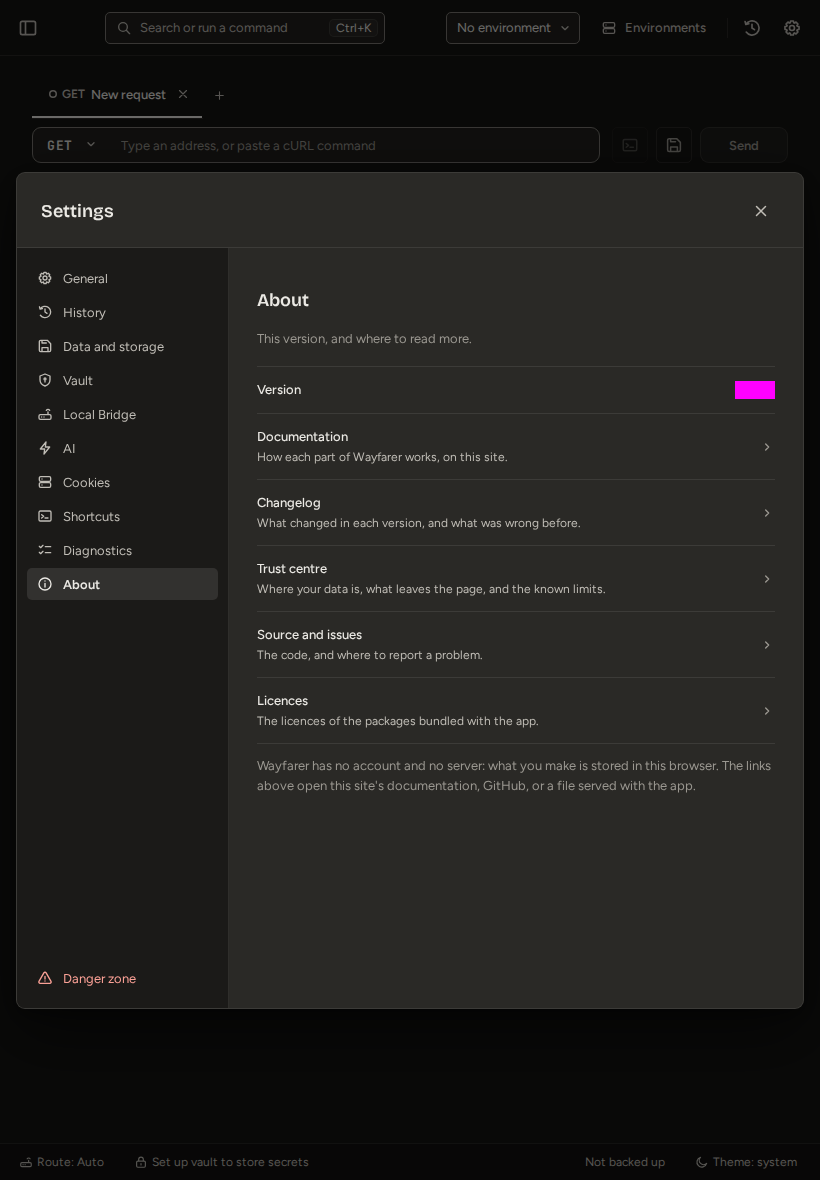 Search or run a command Ctrl+K No environment Environments
GET New request
GET Type an address, or paste a cURL command Send
Settings
General
History
Data and storage
Vault
Local Bridge
AI
Cookies
Shortcuts
Diagnostics
About
Danger zone
About
This version, and where to read more.
Version
Documentation
How each part of Wayfarer works, on this site.
Changelog
What changed in each version, and what was wrong before.
Trust centre
Where your data is, what leaves the page, and the known limits.
Source and issues
The code, and where to report a problem.
Licences
The licences of the packages bundled with the app.
Wayfarer has no account and no server: what you make is stored in this browser. The links
above open this site's documentation, GitHub, or a file served with the app.
Route: Auto Set up vault to store secrets Not backed up Theme: system